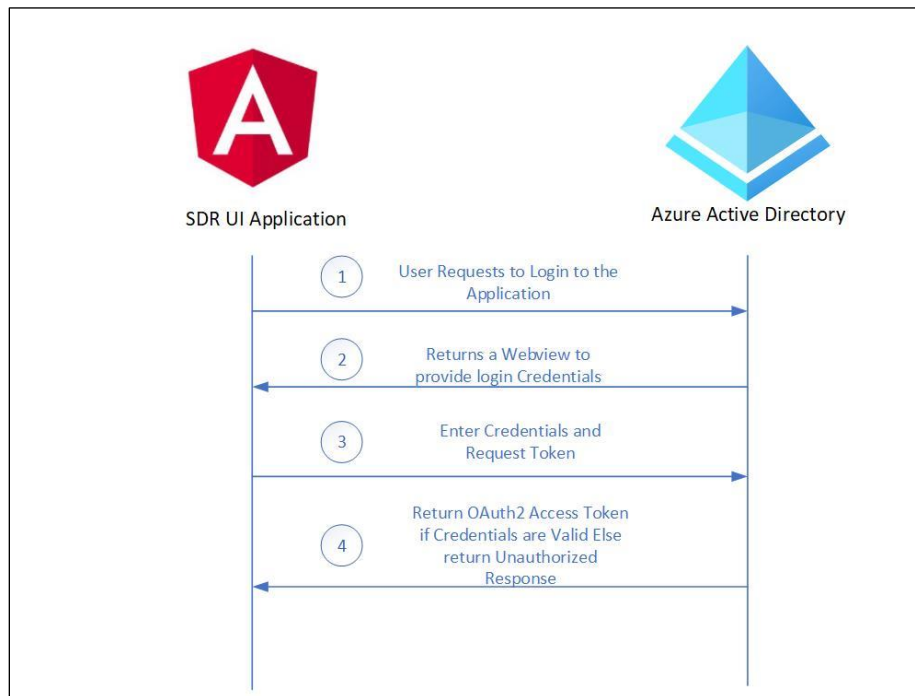 A
SDR UI Application
Azure Active Directory
1
User Requests to Login to the
Application
2
Returns a Webview to
provide login Credentials
3
Enter Credentials and
Request Token
4
Return OAuth2 Access Token
if Credentials are Valid Else
return Unauthorized
Response